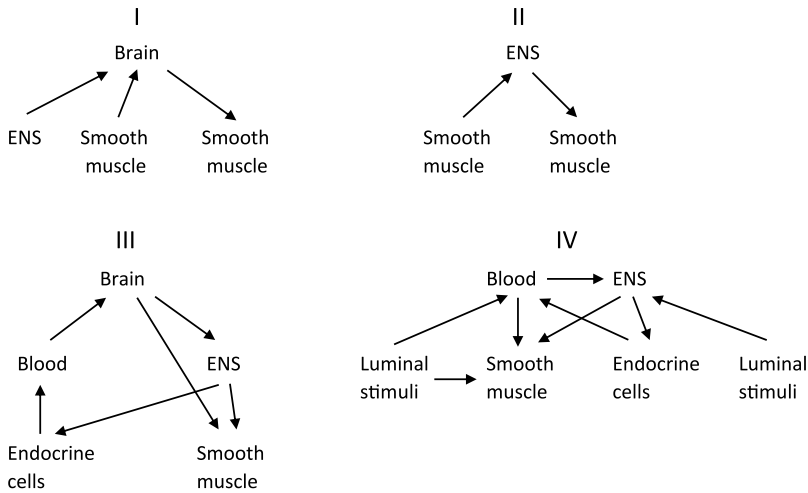 I
Brain
ENS
Smooth
muscle
Smooth
muscle
II
ENS
Smooth
muscle
Smooth
muscle
III
Brain
Blood
ENS
Endocrine
cells
Smooth
muscle
IV
Blood
ENS
Luminal
stimuli
Smooth
muscle
Endocrine
cells
Luminal
stimuli